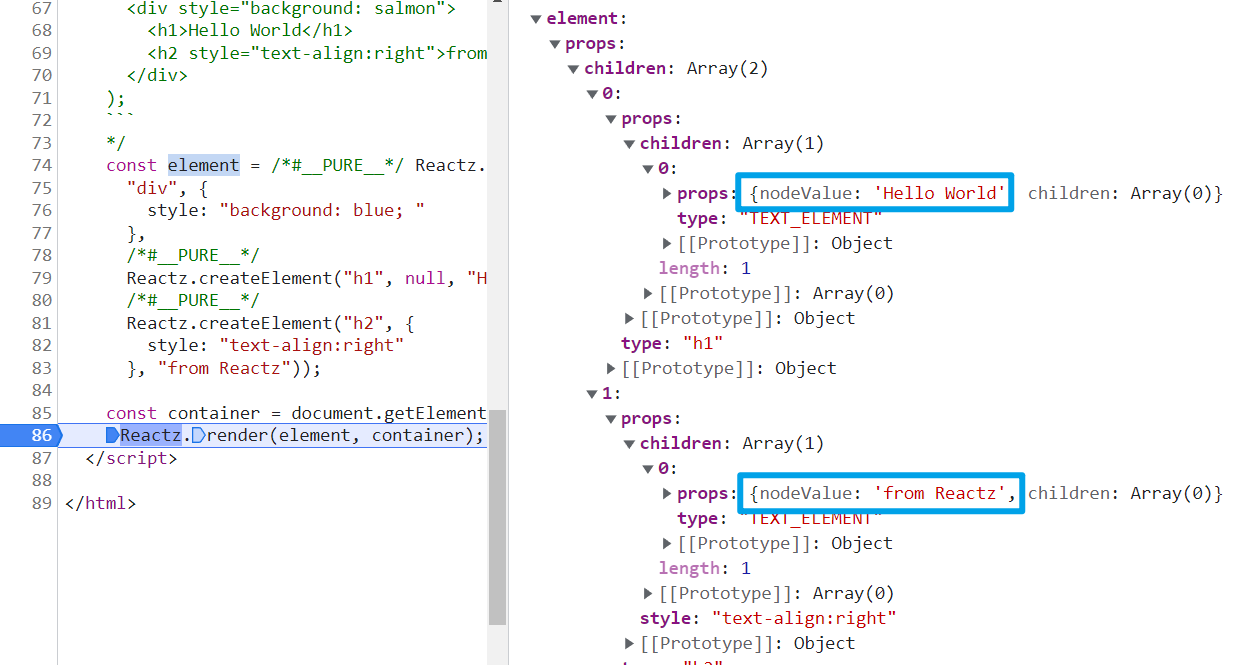 67 <div style="background: salmon">
68 <h1>Hello World</h1>
69 <h2 style="text-align:right">from
70 </div>
71 );
72 ```
73 */
74 const element = /*#__PURE__*/ Reactz.
75 "div", {
76 style: "background: blue; "
77 },
78 /*#__PURE__*/
79 Reactz.createElement("h1", null, "H
80 /*#__PURE__*/
81 Reactz.createElement("h2", {
82 style: "text-align:right"
83 }, "from Reactz"));
84
85 const container = document.getElement
86 Reactz.render(element, container);
87 </script>
88
89 </html>
▼element:
▼props:
▼children: Array(2)
▼0:
▼props:
▼children: Array(1)
▼0:
▶props: {nodeValue: 'Hello World' children: Array(0)}
type: "TEXT_ELEMENT"
▶[[Prototype]]: Object
length: 1
▶[[Prototype]]: Array(0)
▶[[Prototype]]: Object
type: "h1"
▶[[Prototype]]: Object
▼1:
▼props:
▼children: Array(1)
▼0:
▶props: {nodeValue: 'from Reactz', children: Array(0)}
type: "TEXT_ELEMENT"
▶[[Prototype]]: Object
length: 1
▶[[Prototype]]: Array(0)
style: "text-align:right"
▶[[Prototype]]: Object